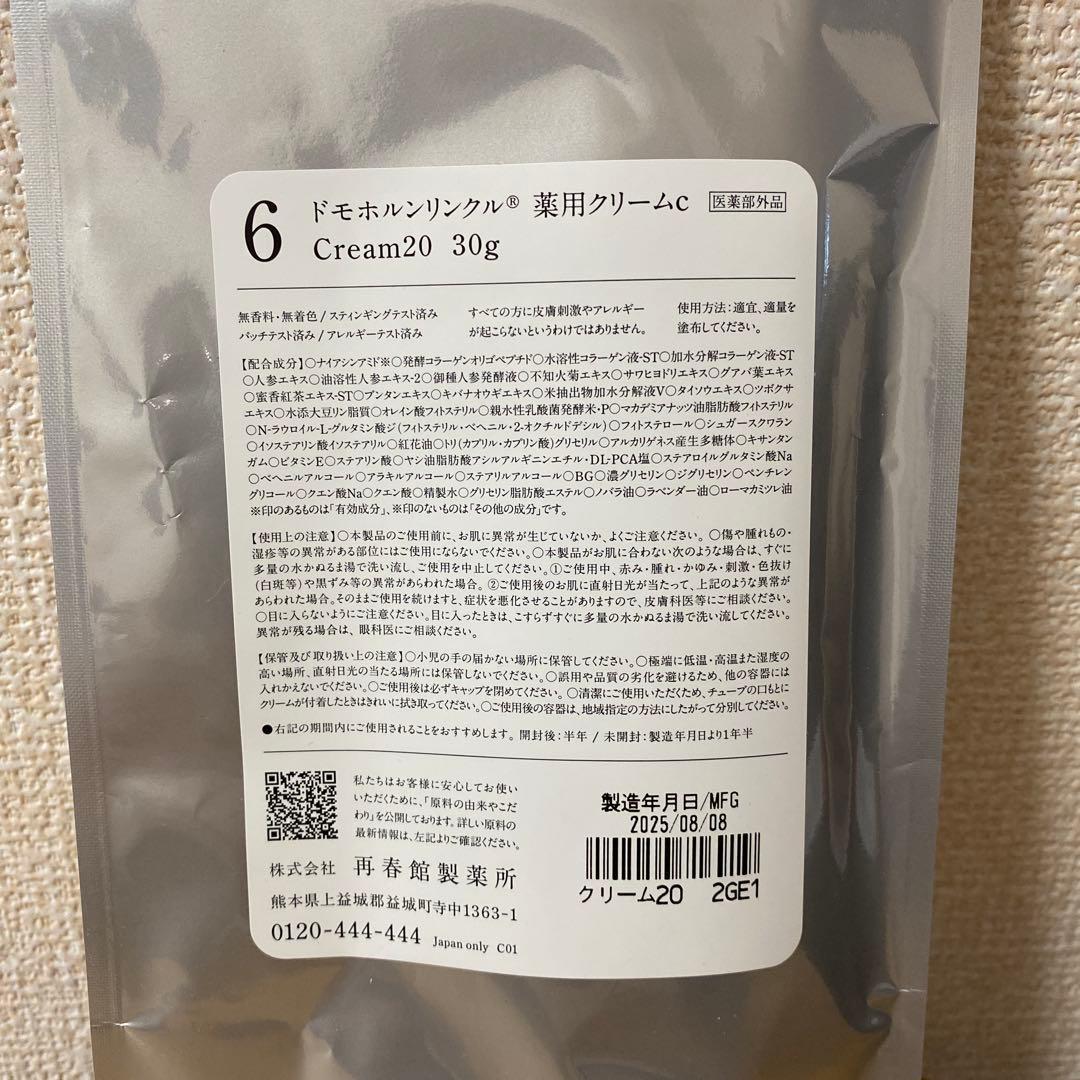 6
ドモホルンリンクル® 薬用クリームc 医薬部外品
Cream20 30g
無香料・無着色/スティンギングテスト済み
パッチテスト済み/アレルギーテスト済み
すべての方に皮膚刺激やアレルギー
が起こらないというわけではありません。
使用方法:適宜、適量を
塗布してください。
【配合成分】○ナイアシンアミド※○発酵コラーゲンオリゴペプチド○水溶性コラーゲン液-ST○加水分解コラーゲン液-ST
○人参エキス○油溶性人参エキス-2○御種人参発酵液○不知火菊エキス○サワヒヨドリエキス○グアバ葉エキス
○蜜香紅茶エキス-ST○ブンタンエキス○キバナオウギエキス○米抽出物加水分解液V○タイソウエキス○ツボクサ
エキス○水添大豆リン脂質○オレイン酸フィトステリル○親水性乳酸菌発酵米・P○マカデミアナッツ油脂肪酸フィトステリル
○N-ラウロイル-L-グルタミン酸ジ(フィトステリル・ベヘニル・2-オクチルドデシル)○フィトステロール○シュガースクワラン
○イソステアリン酸イソステアリル○紅花油○トリ(カプリル・カプリン酸)グリセリル○アルカリゲネス産生多糖体○キサンタン
ガム○ビタミンE○ステアリン酸○ヤシ油脂肪酸アシルアルギニンエチル・DL-PCA塩○ステアロイルグルタミン酸Na
○ベヘニルアルコール○アラキルアルコール○ステアリルアルコール○BG○濃グリセリン○ジグリセリン○ペンチレン
グリコール○クエン酸Na○クエン酸○精製水○グリセリン脂肪酸エステル○ノバラ油○ラベンダー油○ローマカミツレ油
※印のあるものは「有効成分」、※印のないものは「その他の成分」です。
【使用上の注意】○本製品のご使用前に、お肌に異常が生じていないか、よくご注意ください。○傷や腫れもの・
湿疹等の異常がある部位にはご使用にならないでください。○本製品がお肌に合わない次のような場合は、すぐに
多量の水かぬるま湯で洗い流し、ご使用を中止してください。①ご使用中、赤み・腫れ・かゆみ・刺激・色抜け
(白斑等)や黒ずみ等の異常があらわれた場合。②ご使用後のお肌に直射日光が当たって、上記のような異常が
あらわれた場合。そのままご使用を続けますと、症状を悪化させることがありますので、皮膚科医等にご相談ください。
○目に入らないようにご注意ください。目に入ったときは、こすらずすぐに多量の水かぬるま湯で洗い流してください。
異常が残る場合は、眼科医にご相談ください。
【保管及び取り扱い上の注意】○小児の手の届かない場所に保管してください。○極端に低温・高温また湿度の
高い場所、直射日光の当たる場所には保管しないでください。○誤用や品質の劣化を避けるため、他の容器には
入れかえないでください。○ご使用後は必ずキャップを閉めてください。○清潔にご使用いただくため、チューブの口もとに
クリームが付着したときはきれいに拭き取ってください。○ご使用後の容器は、地域指定の方法にしたがって分別してください。
●右記の期間内にご使用されることをおすすめします。開封後:半年/未開封:製造年月日より1年半
私たちはお客様に安心してお使い
いただくために、「原料の由来やこだ
わり」を公開しております。詳しい原料の
最新情報は、左記よりご確認ください。
株式会社 再春館製薬所
熊本県上益城郡益城町寺中1363-1
0120-444-444 Japan only C01
製造年月日/MFG
2025/08/08
クリーム20 2GE1